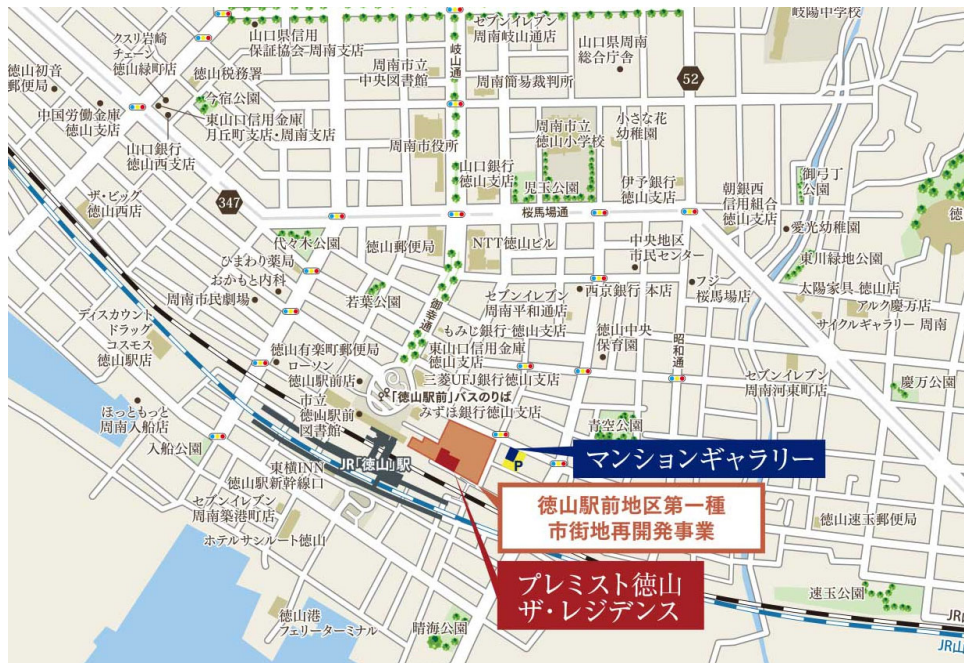 クスリ岩崎
チェーン
徳山緑町店
徳山初音
郵便局
徳山税務署
今宿公園
中国労働金庫
徳山支店
東山口信用金庫
月丘町支店・周南支店
山口銀行
徳山西支店
山口県信用
保証協会 周南支店
周南市立
中央図書館
岐山通
セブンイレブン
周南岐山通店
周南簡易裁判所
山口県周南
総合庁舎
岐陽中学校
52
周南市役所
山口銀行
徳山支店
周南市立
徳山小学校
小さな花
幼稚園
児玉公園
伊予銀行
徳山支店
朝銀西
信用組合
徳山支店
御弓丁
公園
愛光幼稚園
徳
東川緑地公園
太陽家具 徳山店
アルク慶万店
サイクルギャラリー 周南
ザ・ビッグ
徳山西店
347
桜馬場通
代々木公園
徳山郵便局
NTT徳山ビル
中央地区
市民センター
フジ
桜馬場店
ひまわり薬局
おかもと内科
周南市民劇場
若葉公園
御幸通
セブンイレブン
周南平和通店
西京銀行 本店
ディスカウント
ドラッグ
コスモス
徳山駅店
もみじ銀行 徳山支店
東山口信用金庫
徳山支店
三菱UFJ銀行徳山支店
徳山中央
保育園
昭和通
セブンイレブン
周南河東町店
慶万公園
徳山有楽町郵便局
ローソン
徳山駅前店
「徳山駅前」バスのりば
みずほ銀行徳山支店
市立
徳山駅前
図書館
ほっともっと
周南入船店
入船公園
JR「徳山」駅
青空公園
P
マンションギャラリー
東横INN
徳山駅新幹線口
セブンイレブン
周南築港町店
ホテルサンルート徳山
徳山駅前地区第一種
市街地再開発事業
徳山速玉郵便局
プレミスト徳山
ザ・レジデンス
速玉公園
徳山港
フェリーターミナル
晴海公園
JR山
JR山